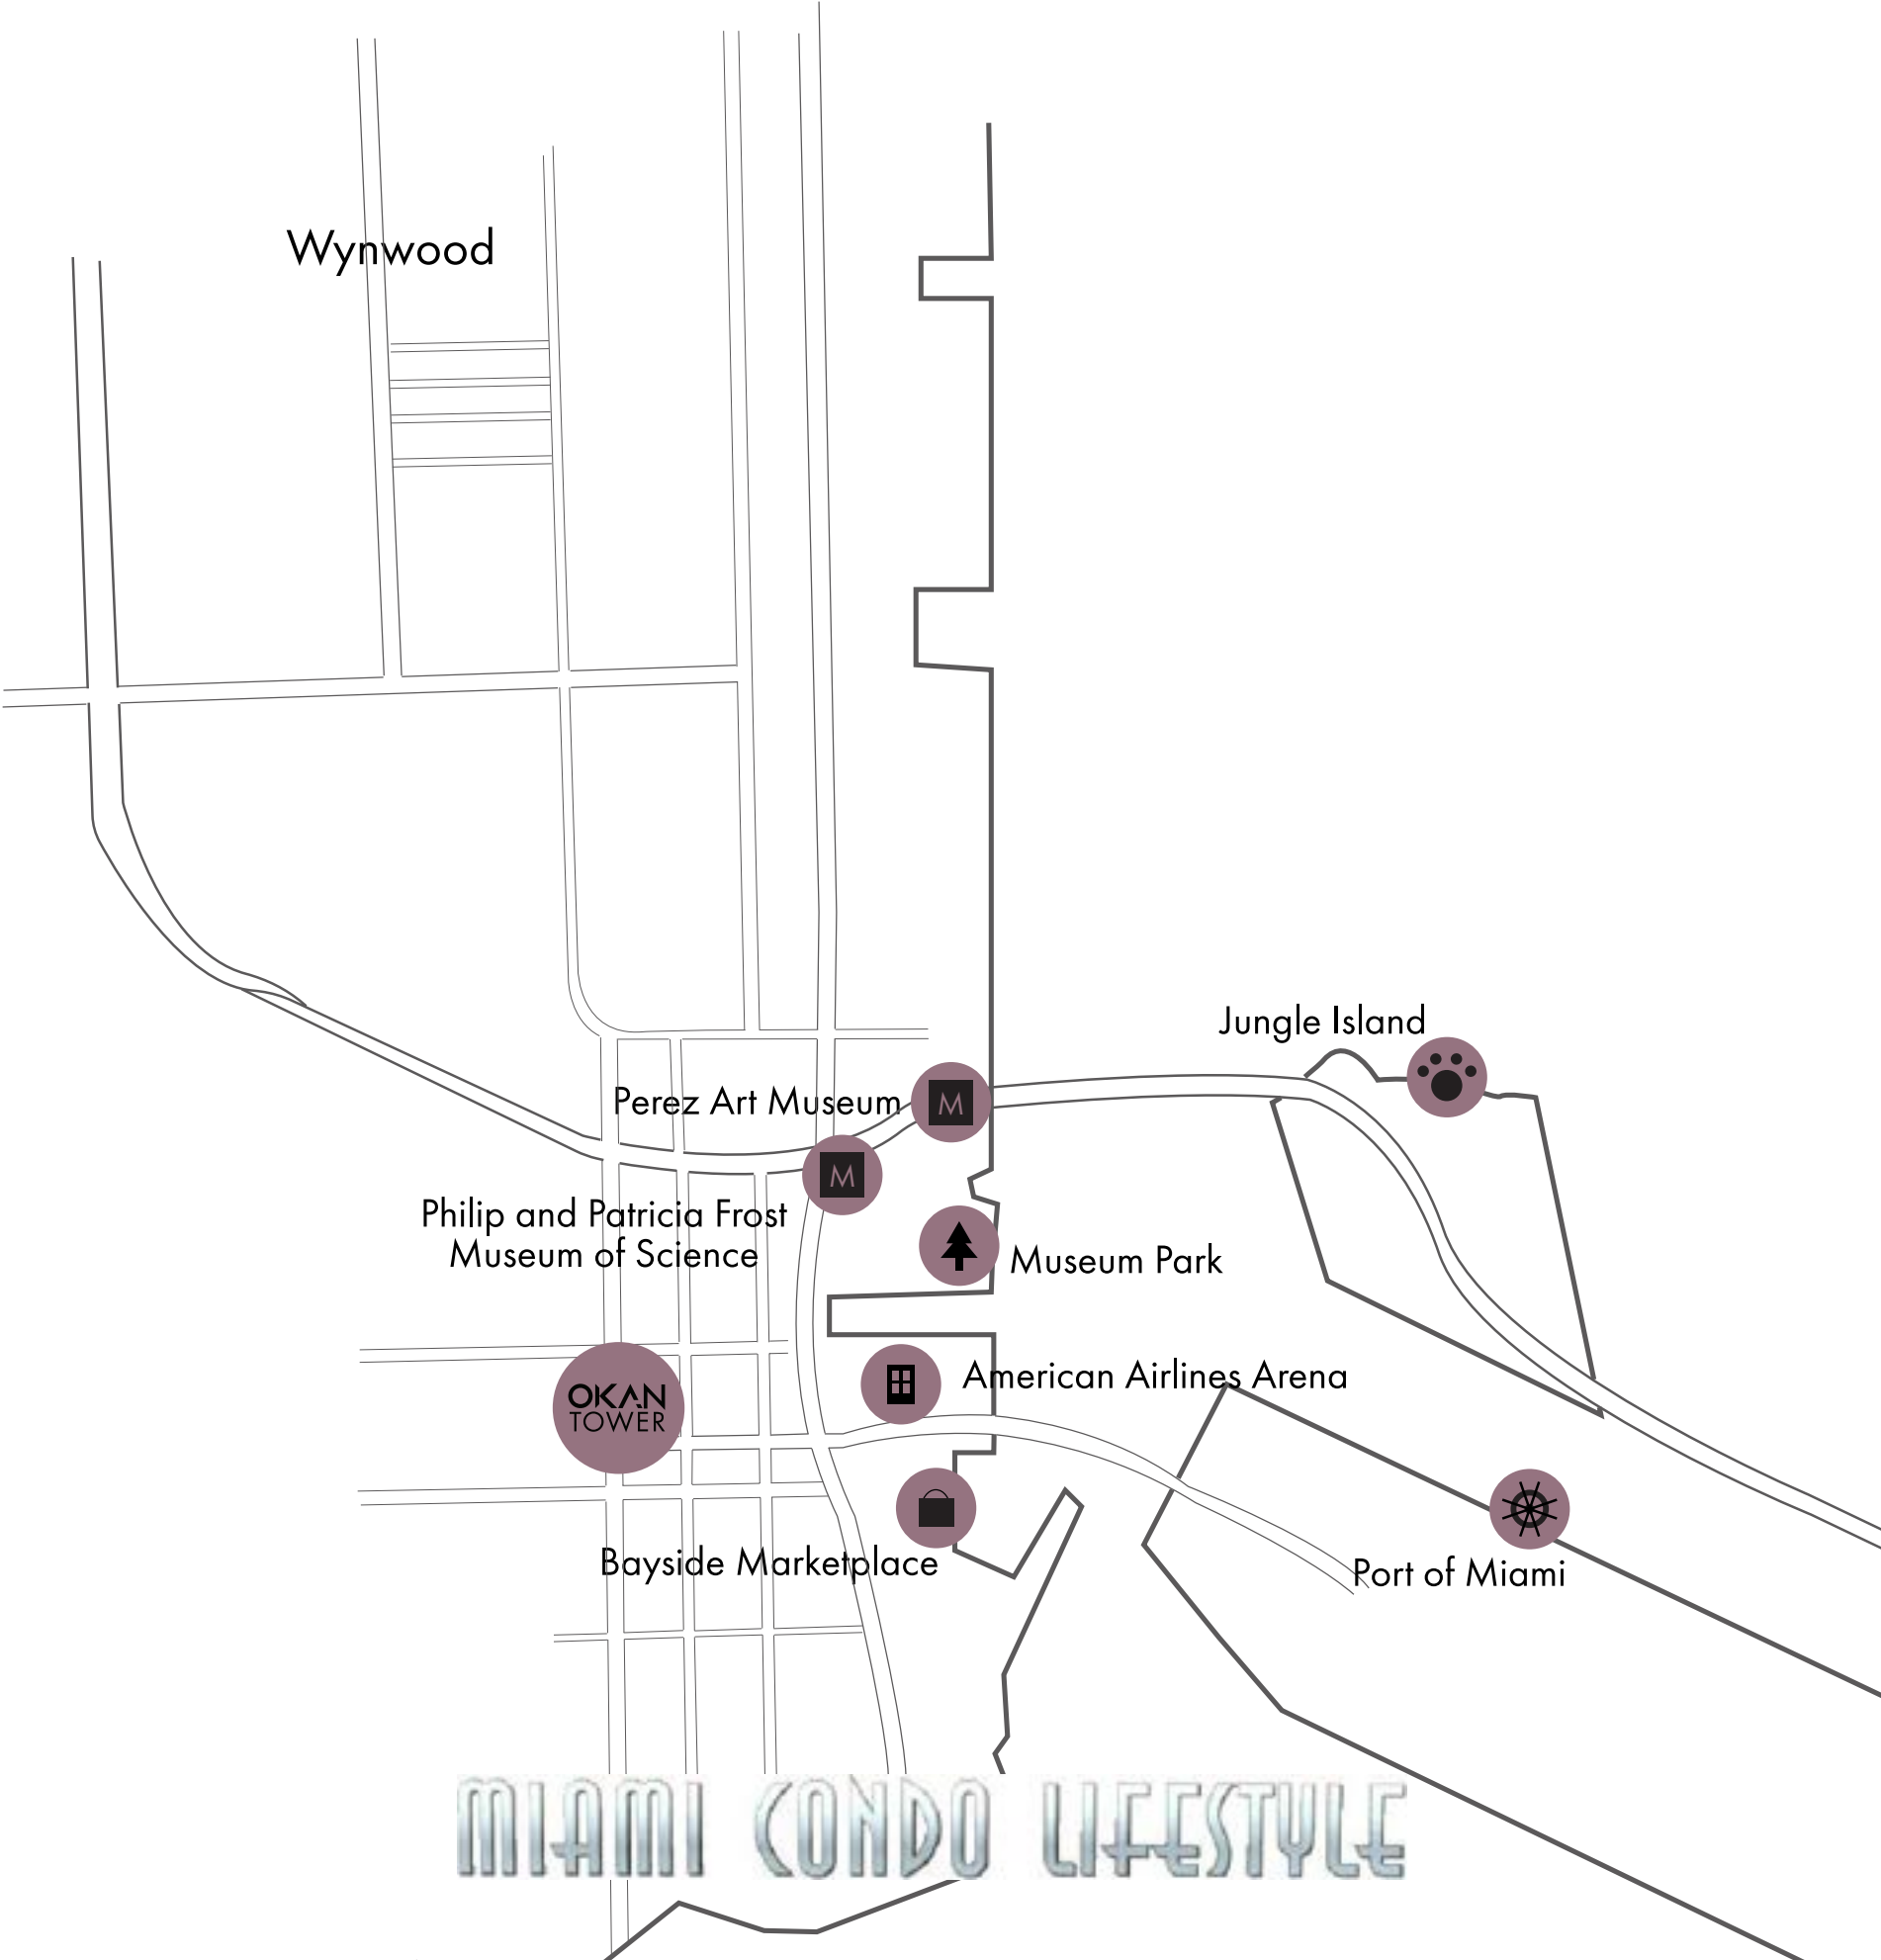 Wynwood
Jungle Island
Perez Art Museum
M
M
Philip and Patricia Frost
Museum of Science
Museum Park
American Airlines Arena
OKAN
TOWER
Bayside Marketplace
Port of Miami
MIAMI CONDO LIFESTYLE